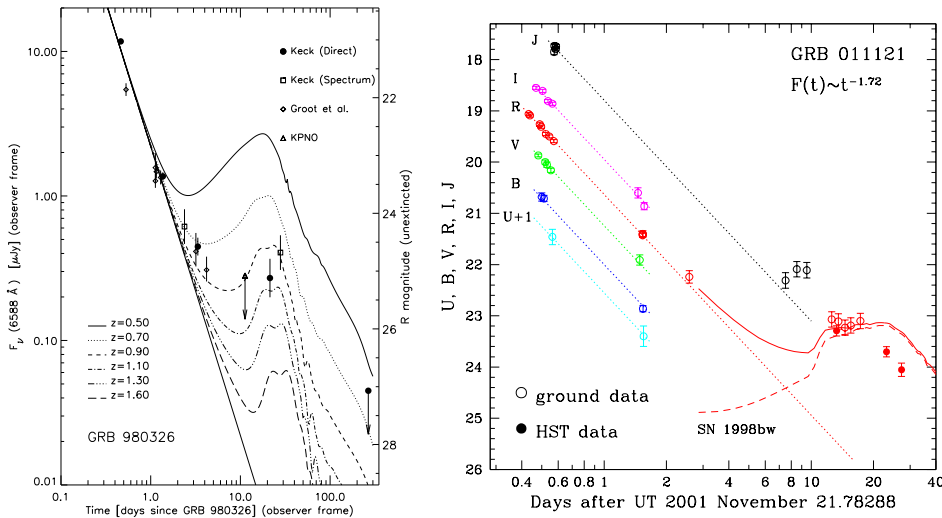 10.00
1.00
0.10
0.01
F_ν (6588 Å) [μJy] (observer frame)
Keck (Direct)
Keck (Spectrum)
Groot et al.
KPNO
22
24
26
28
R magnitude (unextincted)
z=0.50
z=0.70
z=0.90
z=1.10
z=1.30
z=1.60
GRB 980326
0.1
1.0
10.0
100.0
Time [days since GRB 980326] (observer frame)
17
18
19
20
21
22
23
24
25
26
U, B, V, R, I, J
J
I
R
V
B
U+1
GRB 011121
F(t)~t^-1.72
ground data
HST data
SN 1998bw
0.2
0.4
0.6
0.8
1
2
4
6
8
10
20
40
Days after UT 2001 November 21.78288